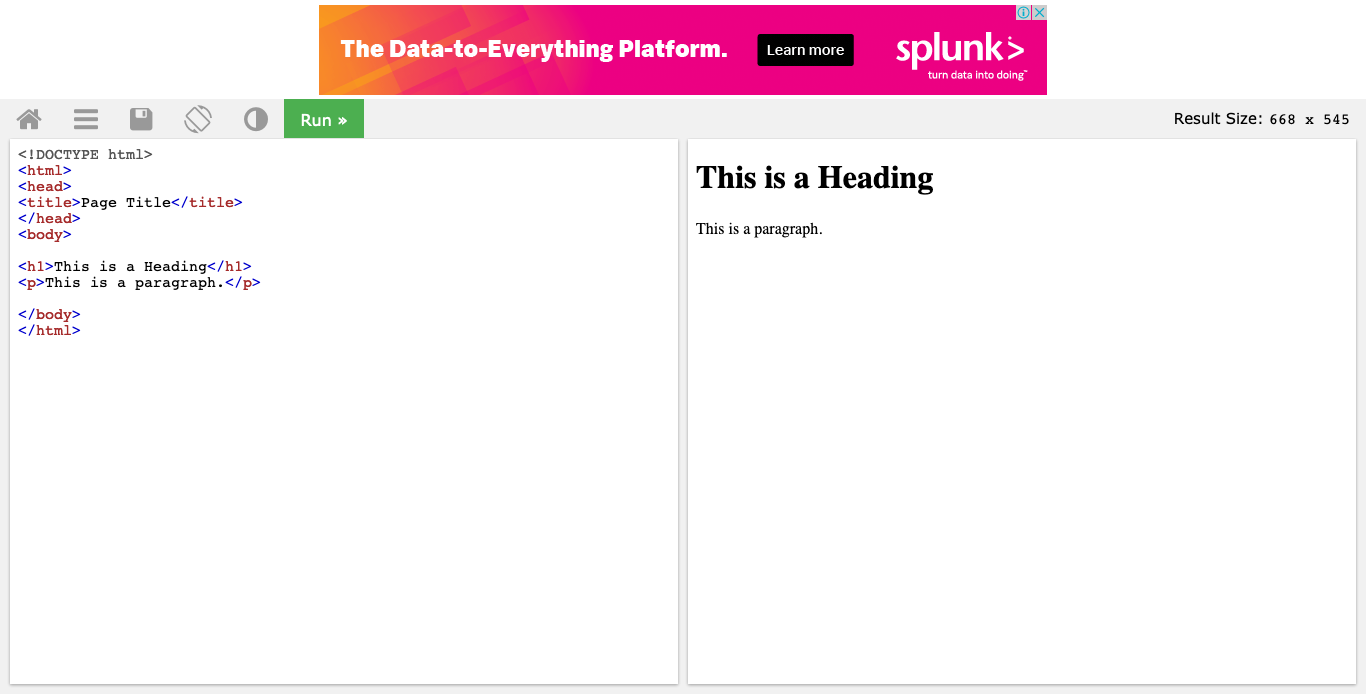 The Data-to-Everything Platform.
Learn more
splunk>
turn data into doing™
Run »
Result Size: 668 x 545
<!DOCTYPE html>
<html>
<head>
<title>Page Title</title>
</head>
<body>
<h1>This is a Heading</h1>
<p>This is a paragraph.</p>
</body>
</html>
This is a Heading
This is a paragraph.